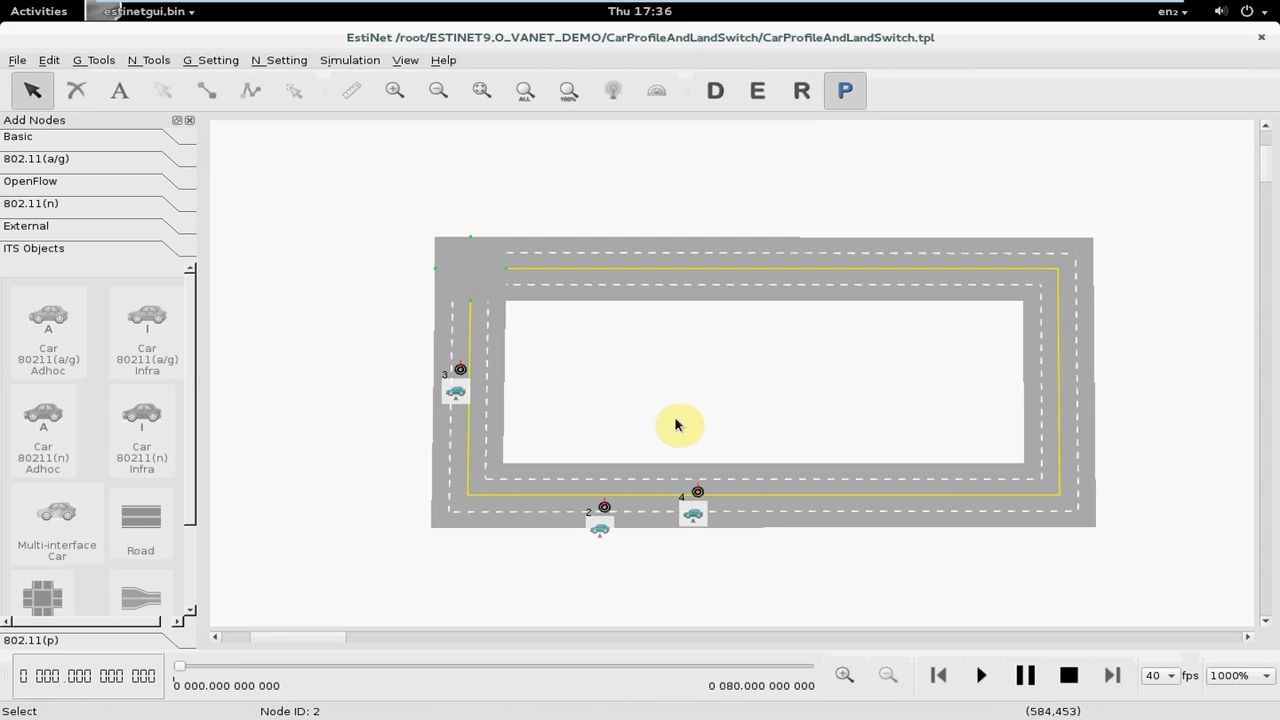 Activities estinetgui.bin Thu 17:36 en2
EstiNet /root/ESTINET9,0_VANET_DEMO/CarProfileAndLandSwitch/CarProfileAndLandSwitch.tpl
File Edit G_Tools N_Tools G_Setting N_Setting Simulation View Help
A ALL 100% D E R P
Add Nodes
Basic
802.11(a/g)
OpenFlow
802.11(n)
External
ITS Objects
A I
Car Car
80211(a/g) 80211(a/g)
Adhoc Infra
A I
Car Car
80211(n) 80211(n)
Adhoc Infra
Multi-interface Road
Car
802.11(p)
3
A
2
A
4
A
0 000.000 000 000
0 000.000 000 000 0 080.000 000 000
40 fps 1000%
Select Node ID: 2 (584,453)